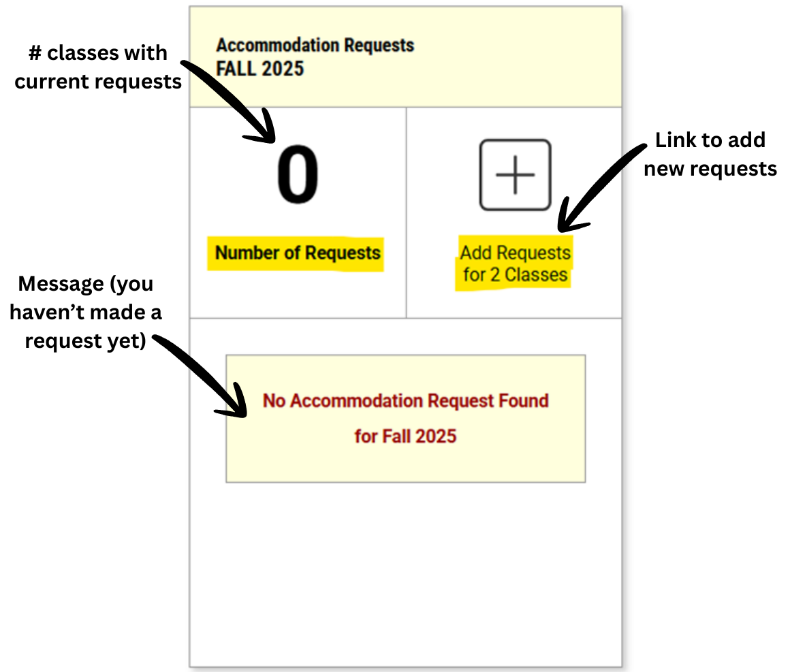 # classes with
current requests
Accommodation Requests
FALL 2025
0
Number of Requests
Add Requests
for 2 Classes
Link to add
new requests
Message (you
haven’t made a
request yet)
No Accommodation Request Found
for Fall 2025